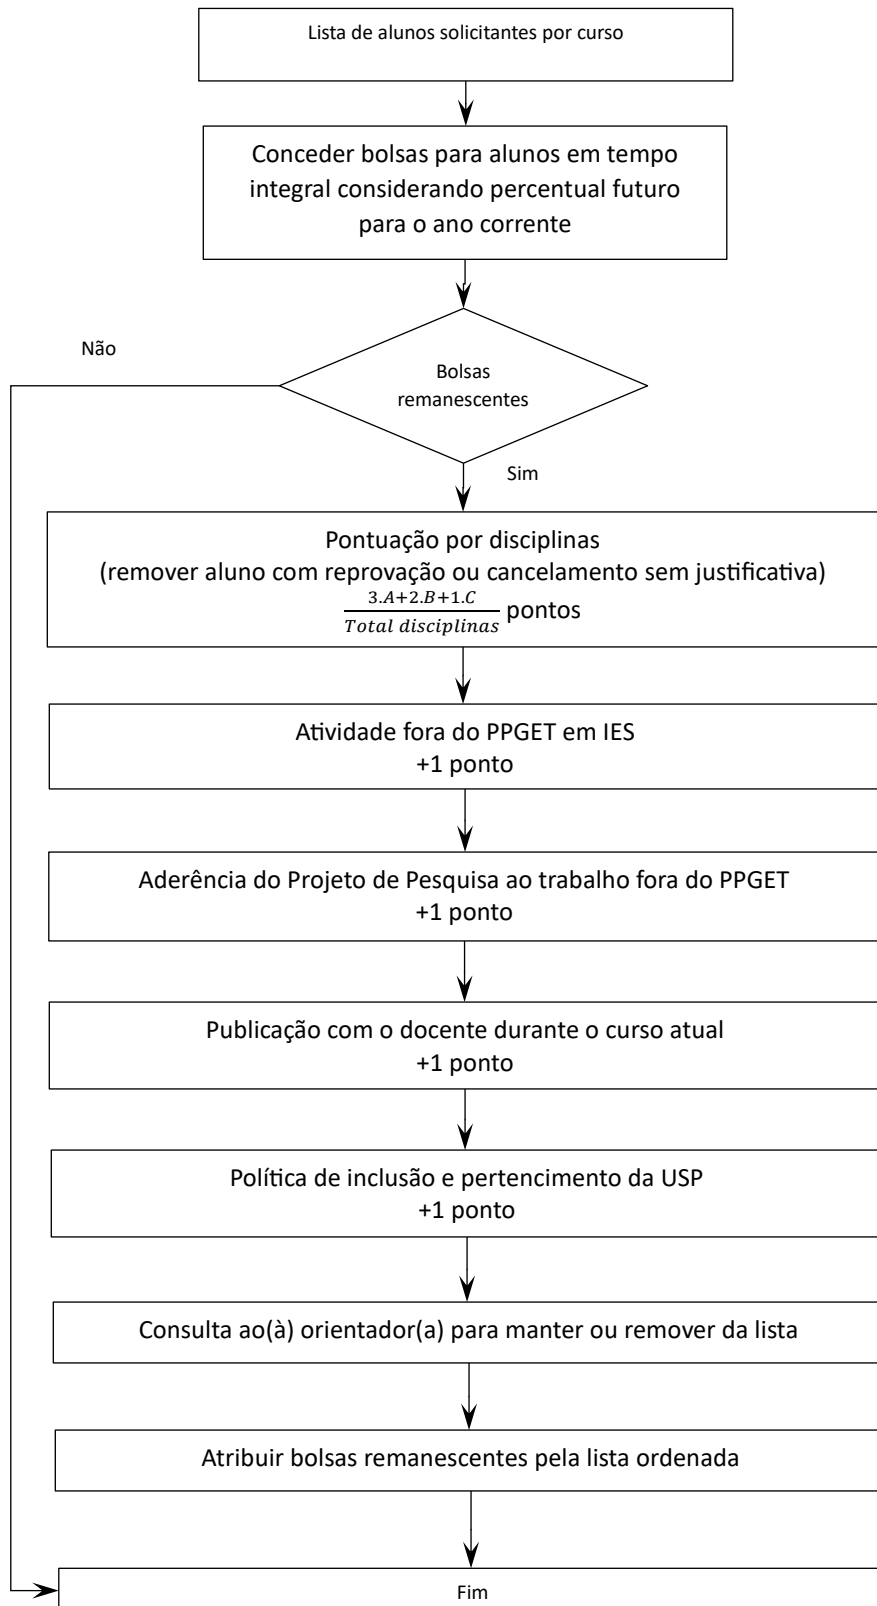 Lista de alunos solicitantes por curso
Conceder bolsas para alunos em tempo
integral considerando percentual futuro
para o ano corrente
Não
Bolsas
remanescentes
Sim
Pontuação por disciplinas
(remover aluno com reprovação ou cancelamento sem justificativa)
3.A+2.B+1.C
Total disciplinas pontos
Atividade fora do PPGET em IES
+1 ponto
Aderência do Projeto de Pesquisa ao trabalho fora do PPGET
+1 ponto
Publicação com o docente durante o curso atual
+1 ponto
Política de inclusão e pertencimento da USP
+1 ponto
Consulta ao(à) orientador(a) para manter ou remover da lista
Atribuir bolsas remanescentes pela lista ordenada
Fim